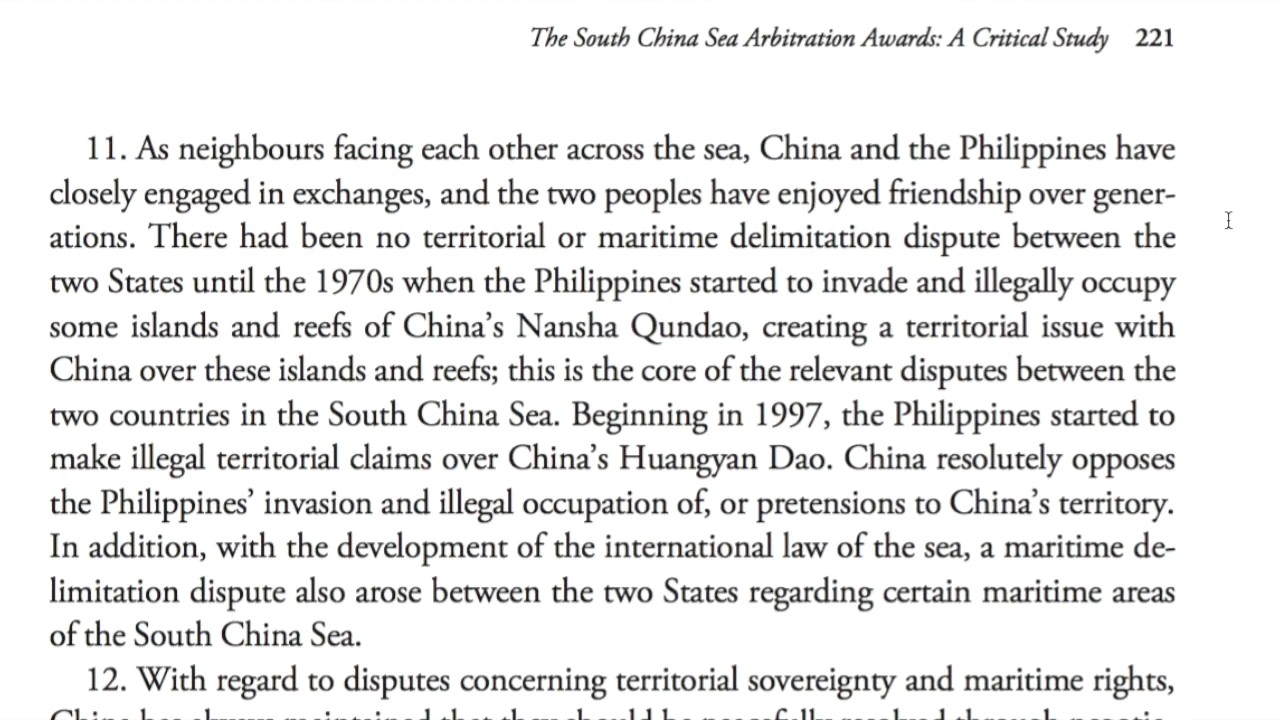 The South China Sea Arbitration Awards: A Critical Study 221
11. As neighbours facing each other across the sea, China and the Philippines have
closely engaged in exchanges, and the two peoples have enjoyed friendship over gener-
ations. There had been no territorial or maritime delimitation dispute between the
two States until the 1970s when the Philippines started to invade and illegally occupy
some islands and reefs of China’s Nansha Qundao, creating a territorial issue with
China over these islands and reefs; this is the core of the relevant disputes between the
two countries in the South China Sea. Beginning in 1997, the Philippines started to
make illegal territorial claims over China’s Huangyan Dao. China resolutely opposes
the Philippines’ invasion and illegal occupation of, or pretensions to China’s territory.
In addition, with the development of the international law of the sea, a maritime de-
limitation dispute also arose between the two States regarding certain maritime areas
of the South China Sea.
12. With regard to disputes concerning territorial sovereignty and maritime rights,